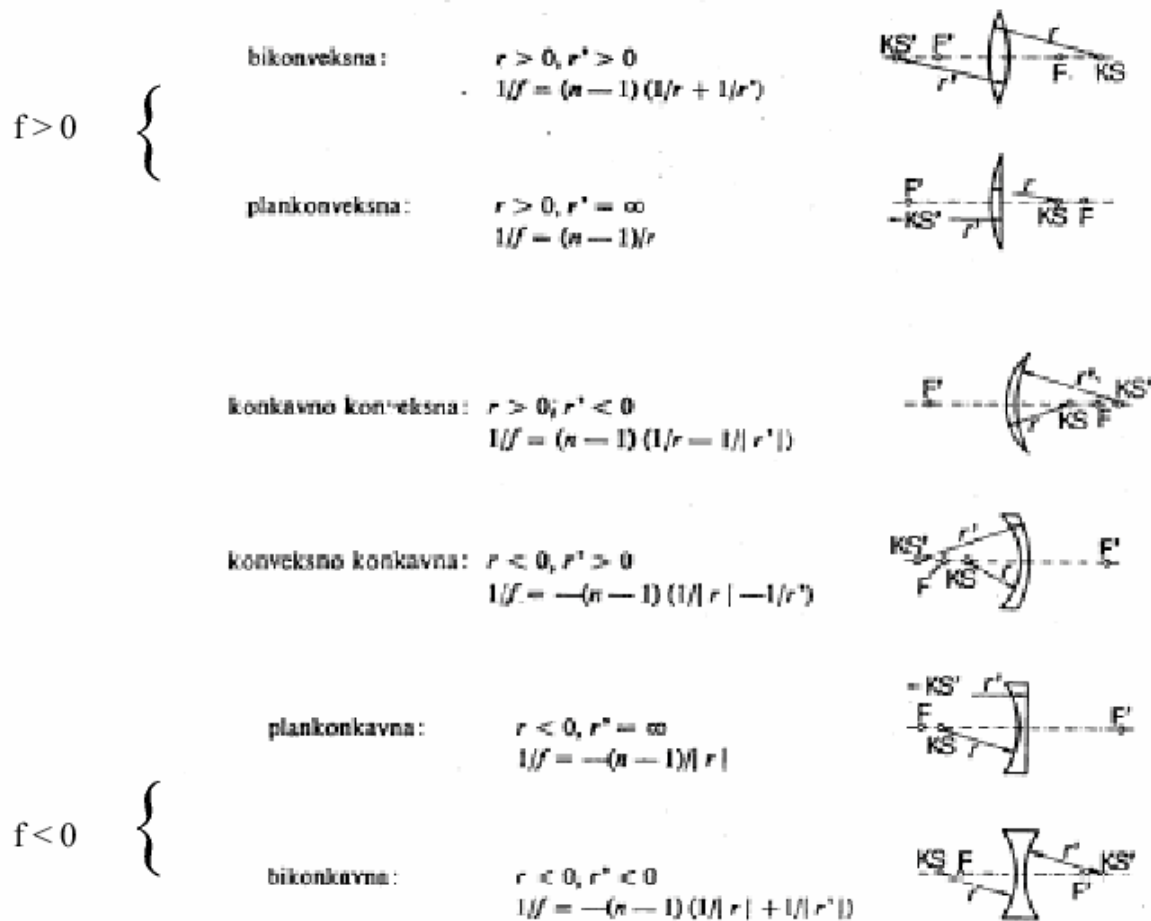 f > 0 {
bikonveksna: r > 0, r' > 0
1/f = (n — 1) (1/r + 1/r')
KS' F' r r' F KS
plankonveksna: r > 0, r' = ∞
1/f = (n — 1)/r
F' r KS F
KS' r'
konkavno konveksna: r > 0; r' < 0
1/f = (n — 1) (1/r — 1/| r' |)
F' r' KS'
r KS F
konveksno konkavna: r < 0, r' > 0
1/f = —(n — 1) (1/| r | —1/r')
KS' r' F'
F KS r
KS' r'
plankonkavna: r < 0, r' = ∞
1/f = —(n — 1)/| r |
F F'
KS r
f < 0 {
bikonkavna: r < 0, r' < 0
1/f = —(n — 1) (1/| r | + 1/| r' |)
KS F r' KS'
r F'